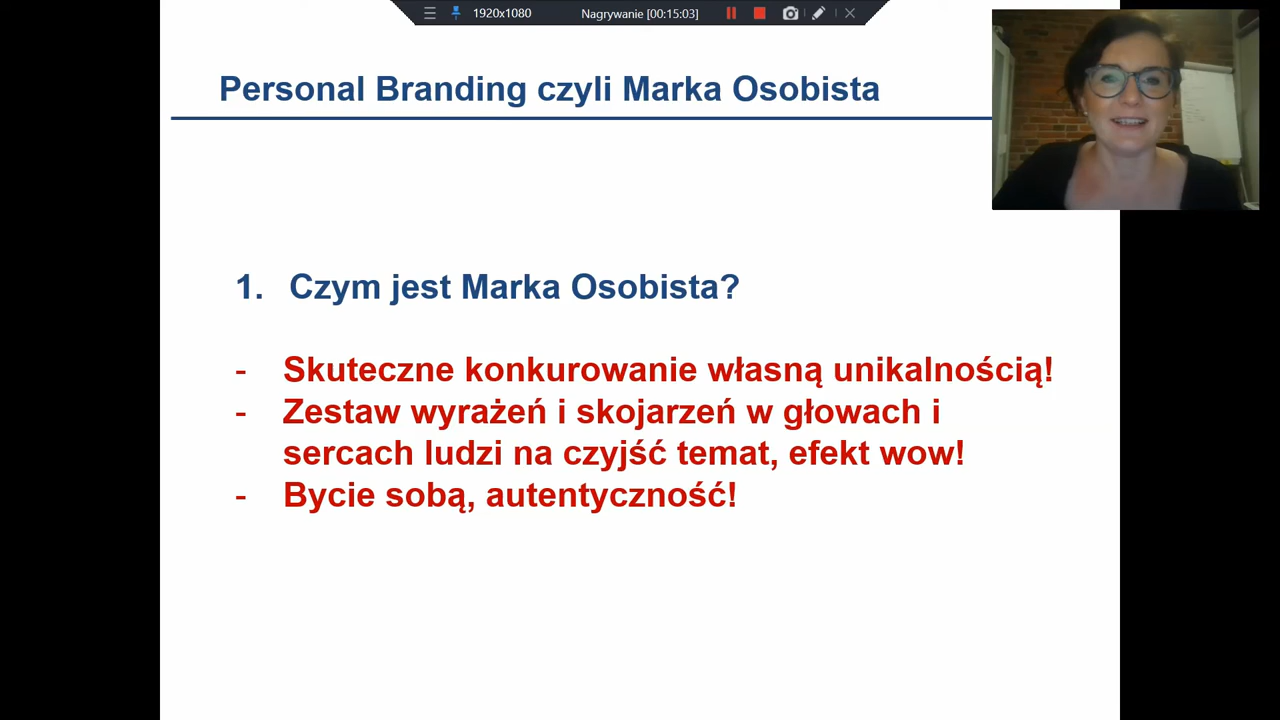 1920x1080 Nagrywanie [00:15:03]
Personal Branding czyli Marka Osobista
1. Czym jest Marka Osobista?
- Skuteczne konkurowanie własną unikalnością!
- Zestaw wyrażeń i skojarzeń w głowach i
sercach ludzi na czyjść temat, efekt wow!
- Bycie sobą, autentyczność!